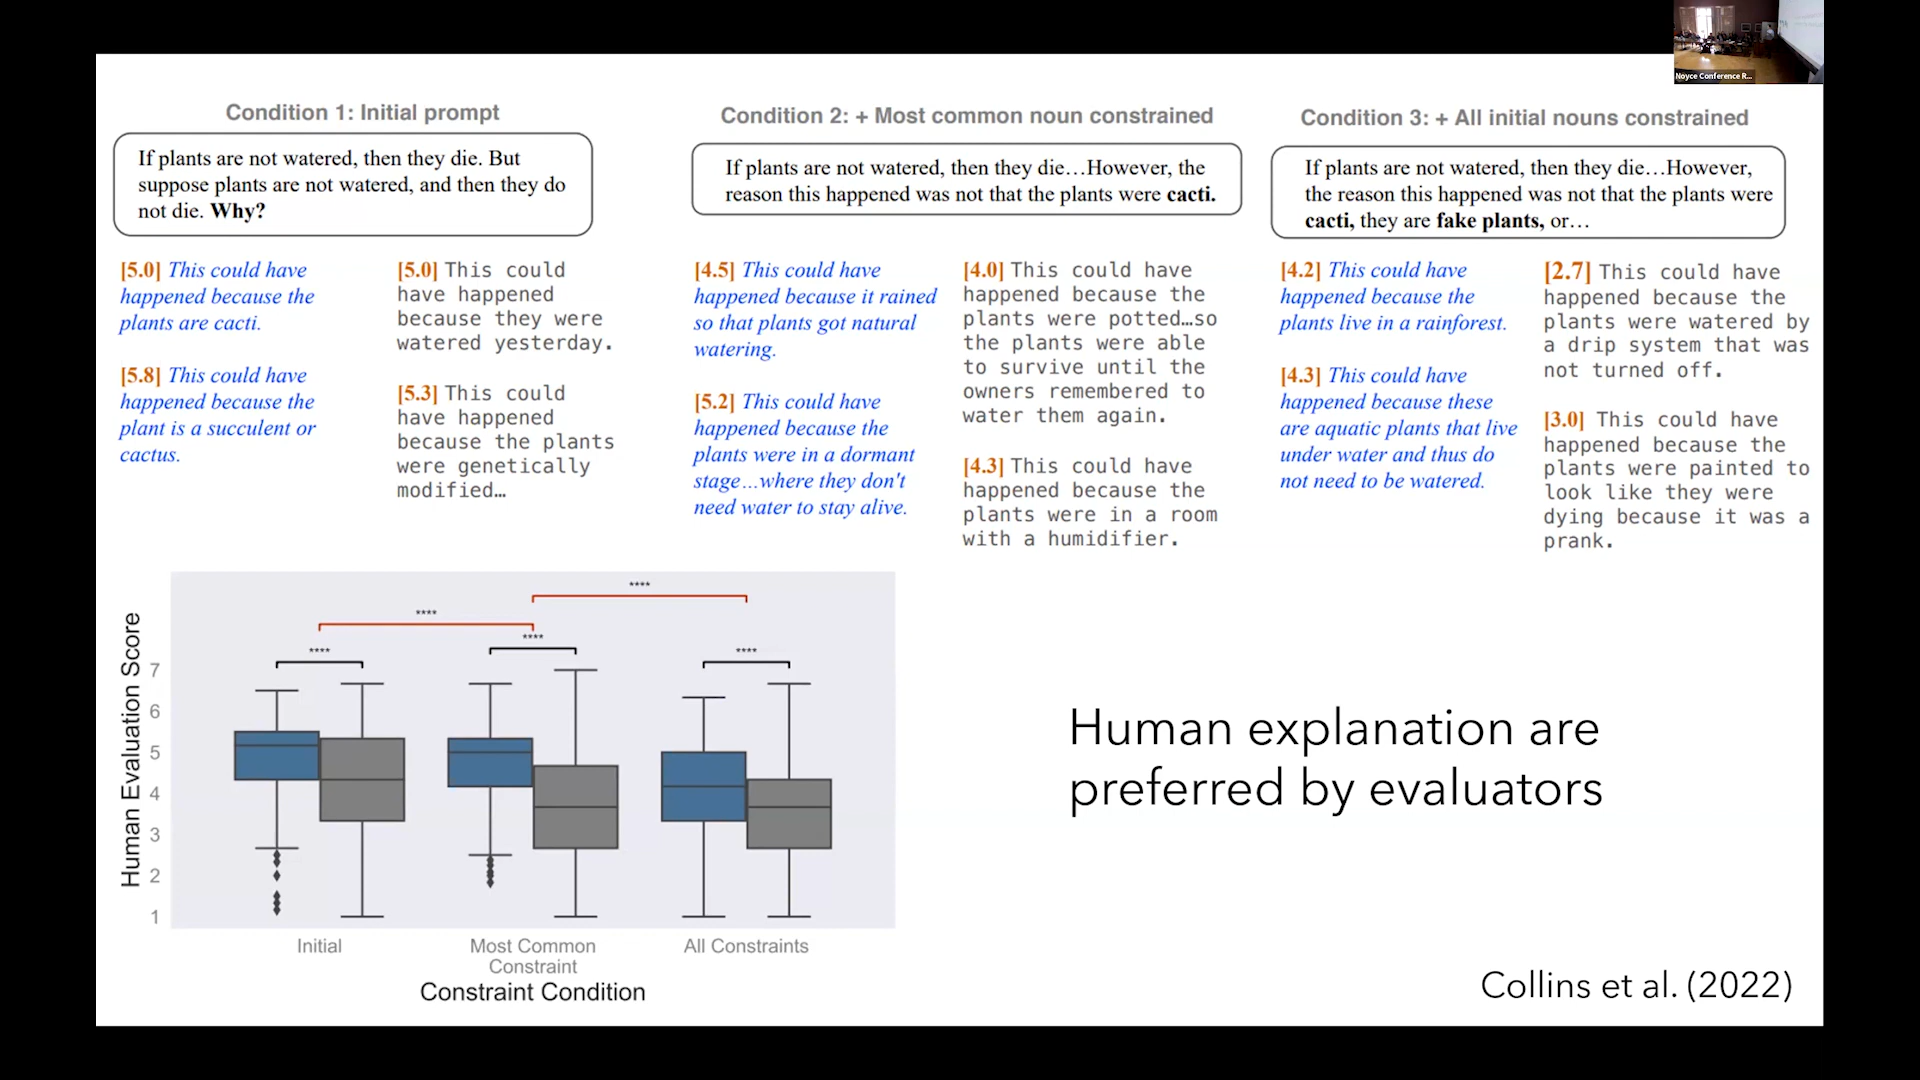 Noyce Conference R...
Condition 1: Initial prompt
If plants are not watered, then they die. But
suppose plants are not watered, and then they do
not die. Why?
[5.0] This could have
happened because the
plants are cacti.
[5.8] This could have
happened because the
plant is a succulent or
cactus.
[5.0] This could
have happened
because they were
watered yesterday.
[5.3] This could
have happened
because the plants
were genetically
modified…
Condition 2: + Most common noun constrained
If plants are not watered, then they die…However, the
reason this happened was not that the plants were cacti.
[4.5] This could have
happened because it rained
so that plants got natural
watering.
[5.2] This could have
happened because the
plants were in a dormant
stage…where they don't
need water to stay alive.
[4.0] This could have
happened because the
plants were potted…so
the plants were able
to survive until the
owners remembered to
water them again.
[4.3] This could have
happened because the
plants were in a room
with a humidifier.
Condition 3: + All initial nouns constrained
If plants are not watered, then they die…However,
the reason this happened was not that the plants were
cacti, they are fake plants, or…
[4.2] This could have
happened because the
plants live in a rainforest.
[4.3] This could have
happened because these
are aquatic plants that live
under water and thus do
not need to be watered.
[2.7] This could have
happened because the
plants were watered by
a drip system that was
not turned off.
[3.0] This could have
happened because the
plants were painted to
look like they were
dying because it was a
prank.
Human Evaluation Score
7
6
5
4
3
2
1
****
****
****
****
****
Initial
Most Common
Constraint
All Constraints
Constraint Condition
Human explanation are
preferred by evaluators
Collins et al. (2022)